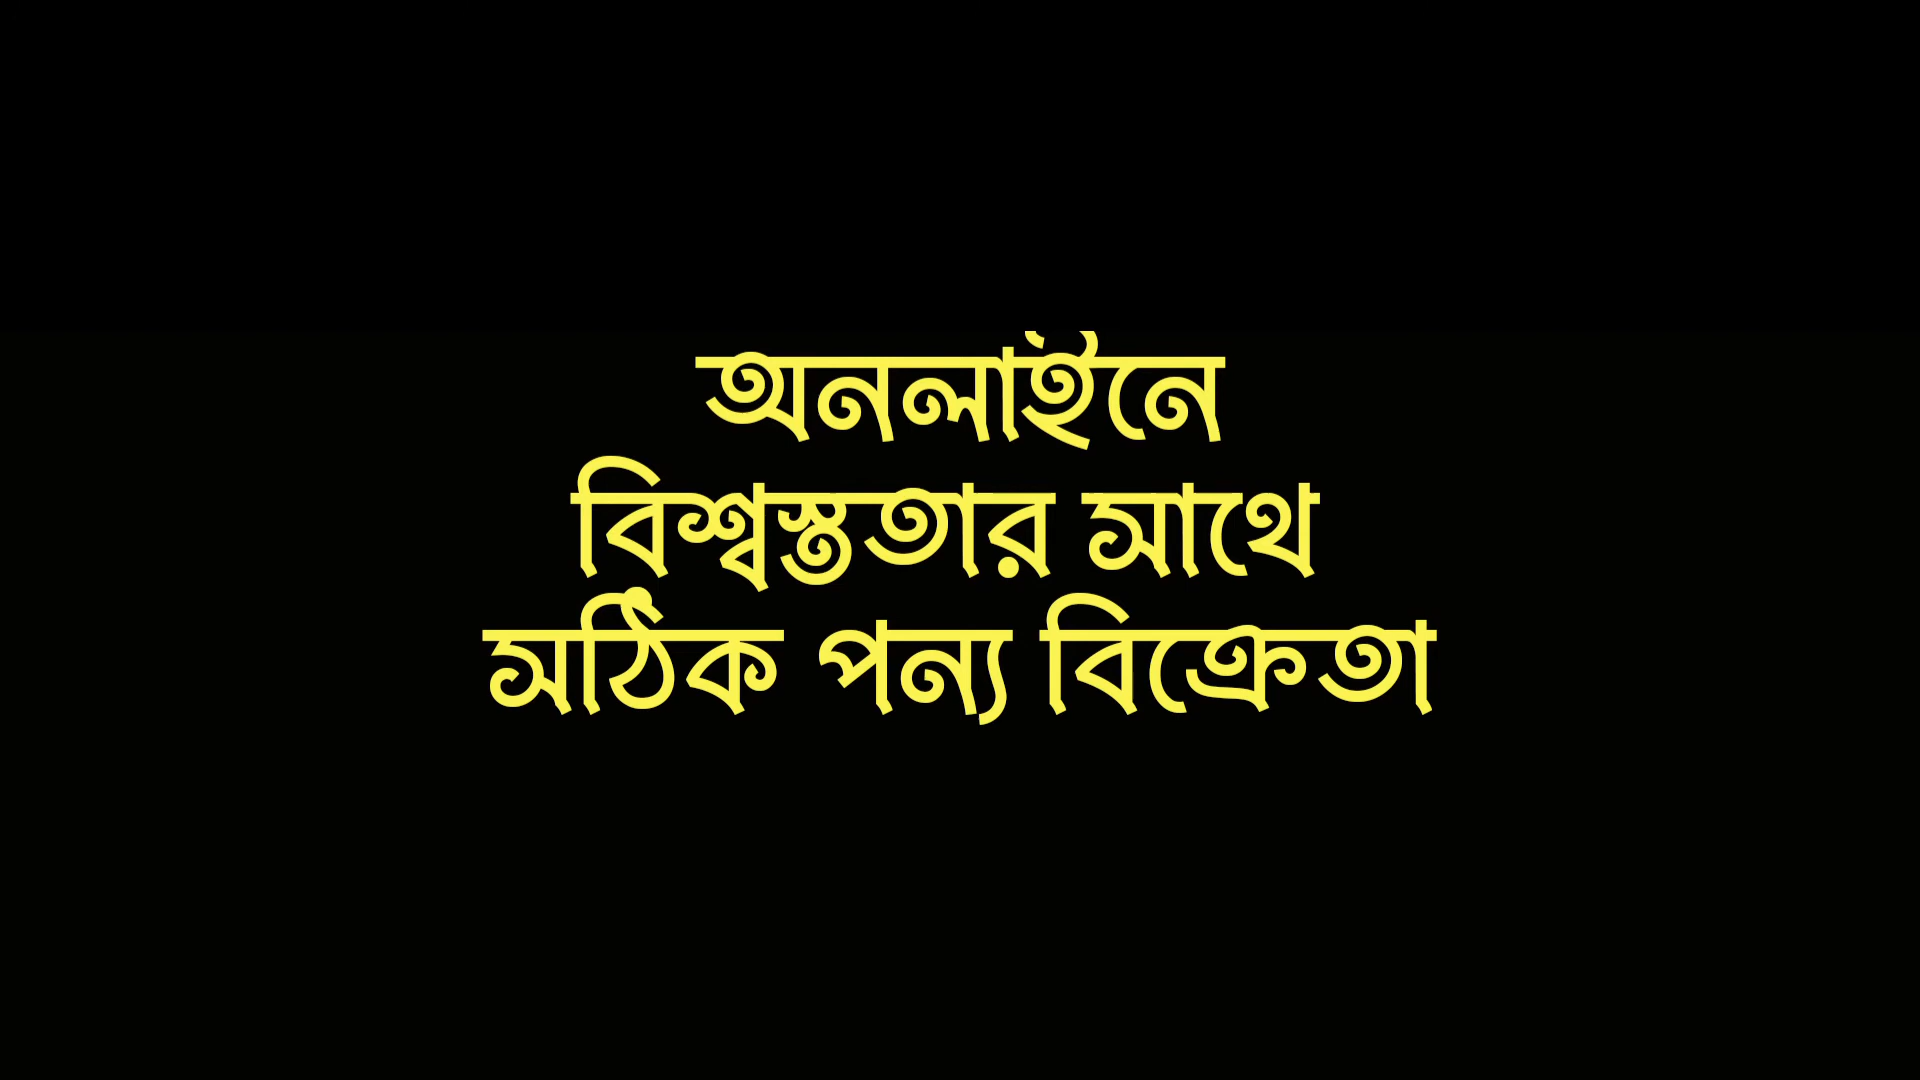 অনলাইনে
বিশ্বস্ততার সাথে
সঠিক পন্য বিক্রেতা